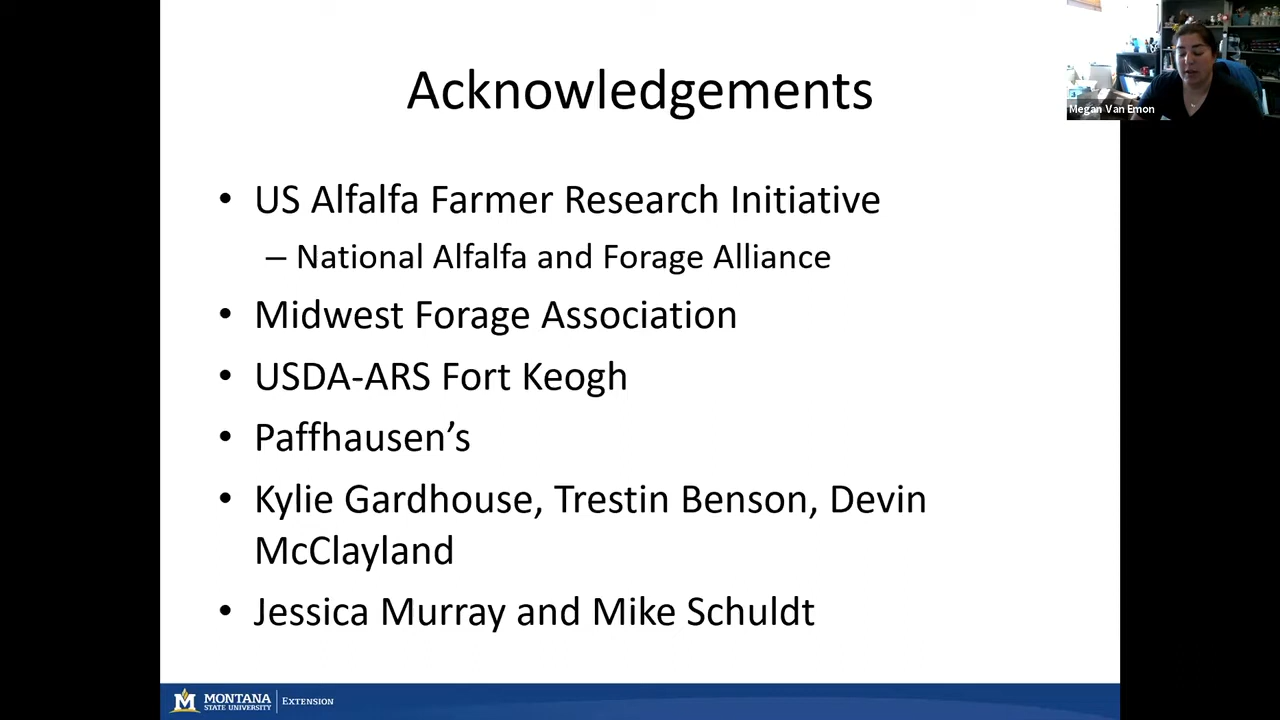 Acknowledgements
Megan Van Emon
• US Alfalfa Farmer Research Initiative
– National Alfalfa and Forage Alliance
• Midwest Forage Association
• USDA-ARS Fort Keogh
• Paffhausen’s
• Kylie Gardhouse, Trestin Benson, Devin
McClayland
• Jessica Murray and Mike Schuldt
M MONTANA
STATE UNIVERSITY
EXTENSION